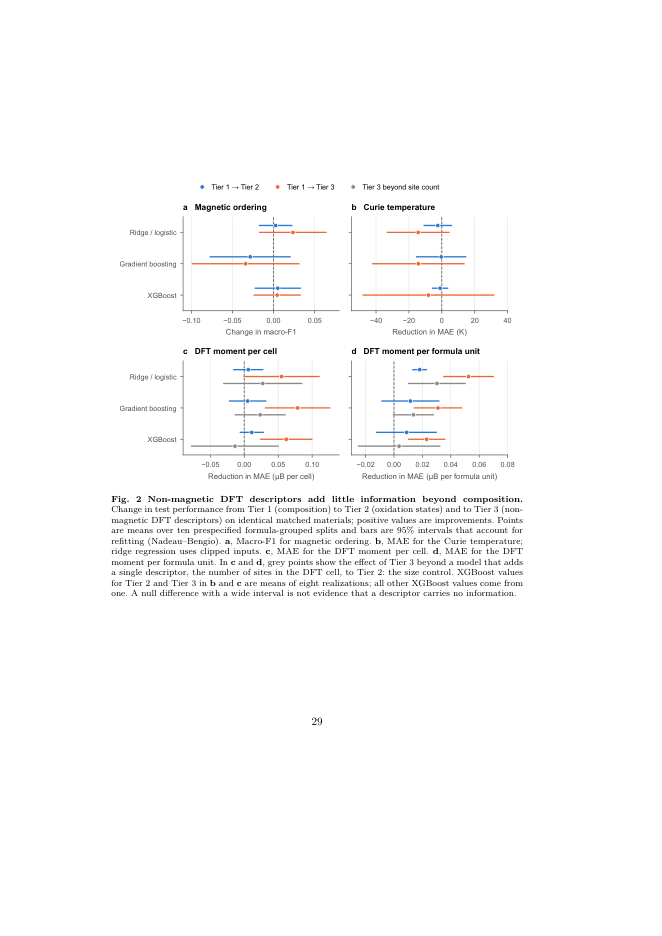 Tier 1 → Tier 2 Tier 1 → Tier 3 Tier 3 beyond site count
a Magnetic ordering
Ridge / logistic
Gradient boosting
XGBoost
−0.10 −0.05 0.00 0.05
Change in macro-F1
b Curie temperature
−40 −20 0 20 40
Reduction in MAE (K)
c DFT moment per cell
Ridge / logistic
Gradient boosting
XGBoost
−0.05 0.00 0.05 0.10
Reduction in MAE (μB per cell)
d DFT moment per formula unit
−0.02 0.00 0.02 0.04 0.06 0.08
Reduction in MAE (μB per formula unit)
Fig. 2 Non-magnetic DFT descriptors add little information beyond composition.
Change in test performance from Tier 1 (composition) to Tier 2 (oxidation states) and to Tier 3 (non-
magnetic DFT descriptors) on identical matched materials; positive values are improvements. Points
are means over ten prespecified formula-grouped splits and bars are 95% intervals that account for
refitting (Nadeau–Bengio). a, Macro-F1 for magnetic ordering. b, MAE for the Curie temperature;
ridge regression uses clipped inputs. c, MAE for the DFT moment per cell. d, MAE for the DFT
moment per formula unit. In c and d, grey points show the effect of Tier 3 beyond a model that adds
a single descriptor, the number of sites in the DFT cell, to Tier 2: the size control. XGBoost values
for Tier 2 and Tier 3 in b and c are means of eight realizations; all other XGBoost values come from
one. A null difference with a wide interval is not evidence that a descriptor carries no information.
29